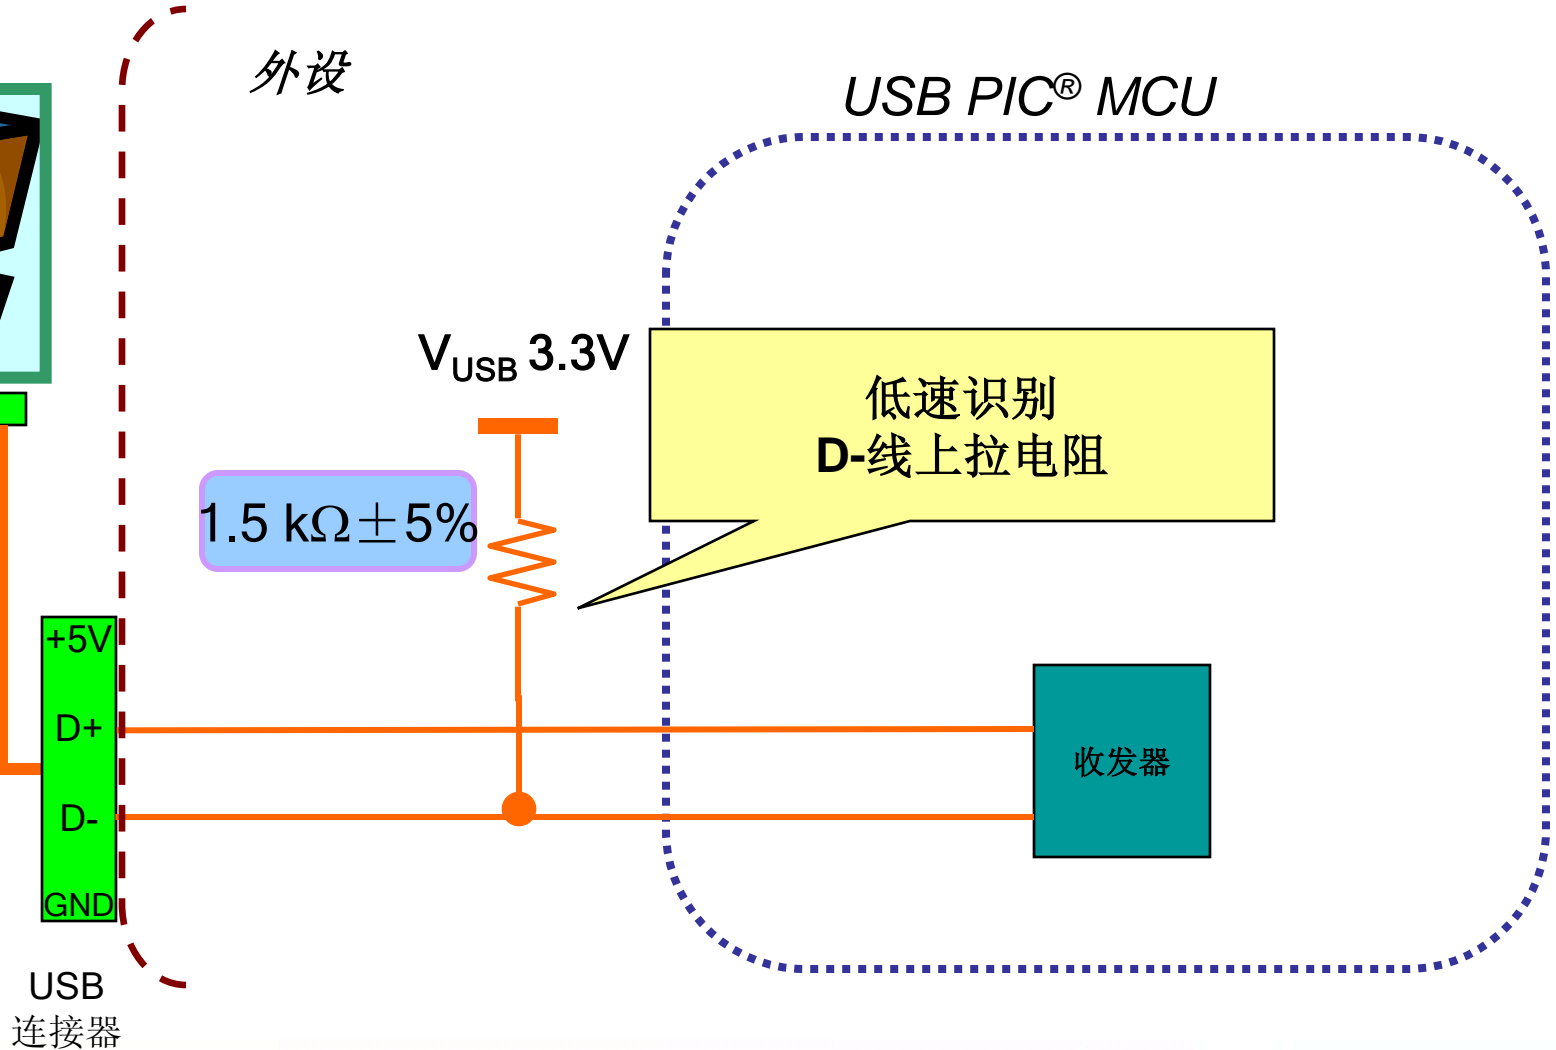 外设
USB PIC® MCU
VUSB 3.3V
低速识别
D-线上拉电阻
1.5 kΩ±5%
+5V
D+
D-
GND
收发器
USB
连接器